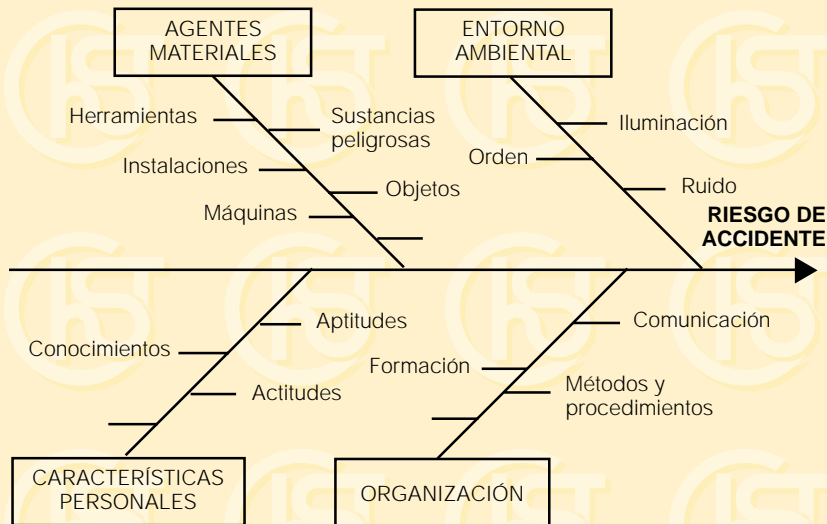 AGENTES
MATERIALES
ENTORNO
AMBIENTAL
Herramientas
Sustancias
peligrosas
Instalaciones
Objetos
Máquinas
Iluminación
Orden
Ruido
RIESGO DE
ACCIDENTE
Aptitudes
Conocimientos
Actitudes
Comunicación
Formación
Métodos y
procedimientos
CARACTERÍSTICAS
PERSONALES
ORGANIZACIÓN